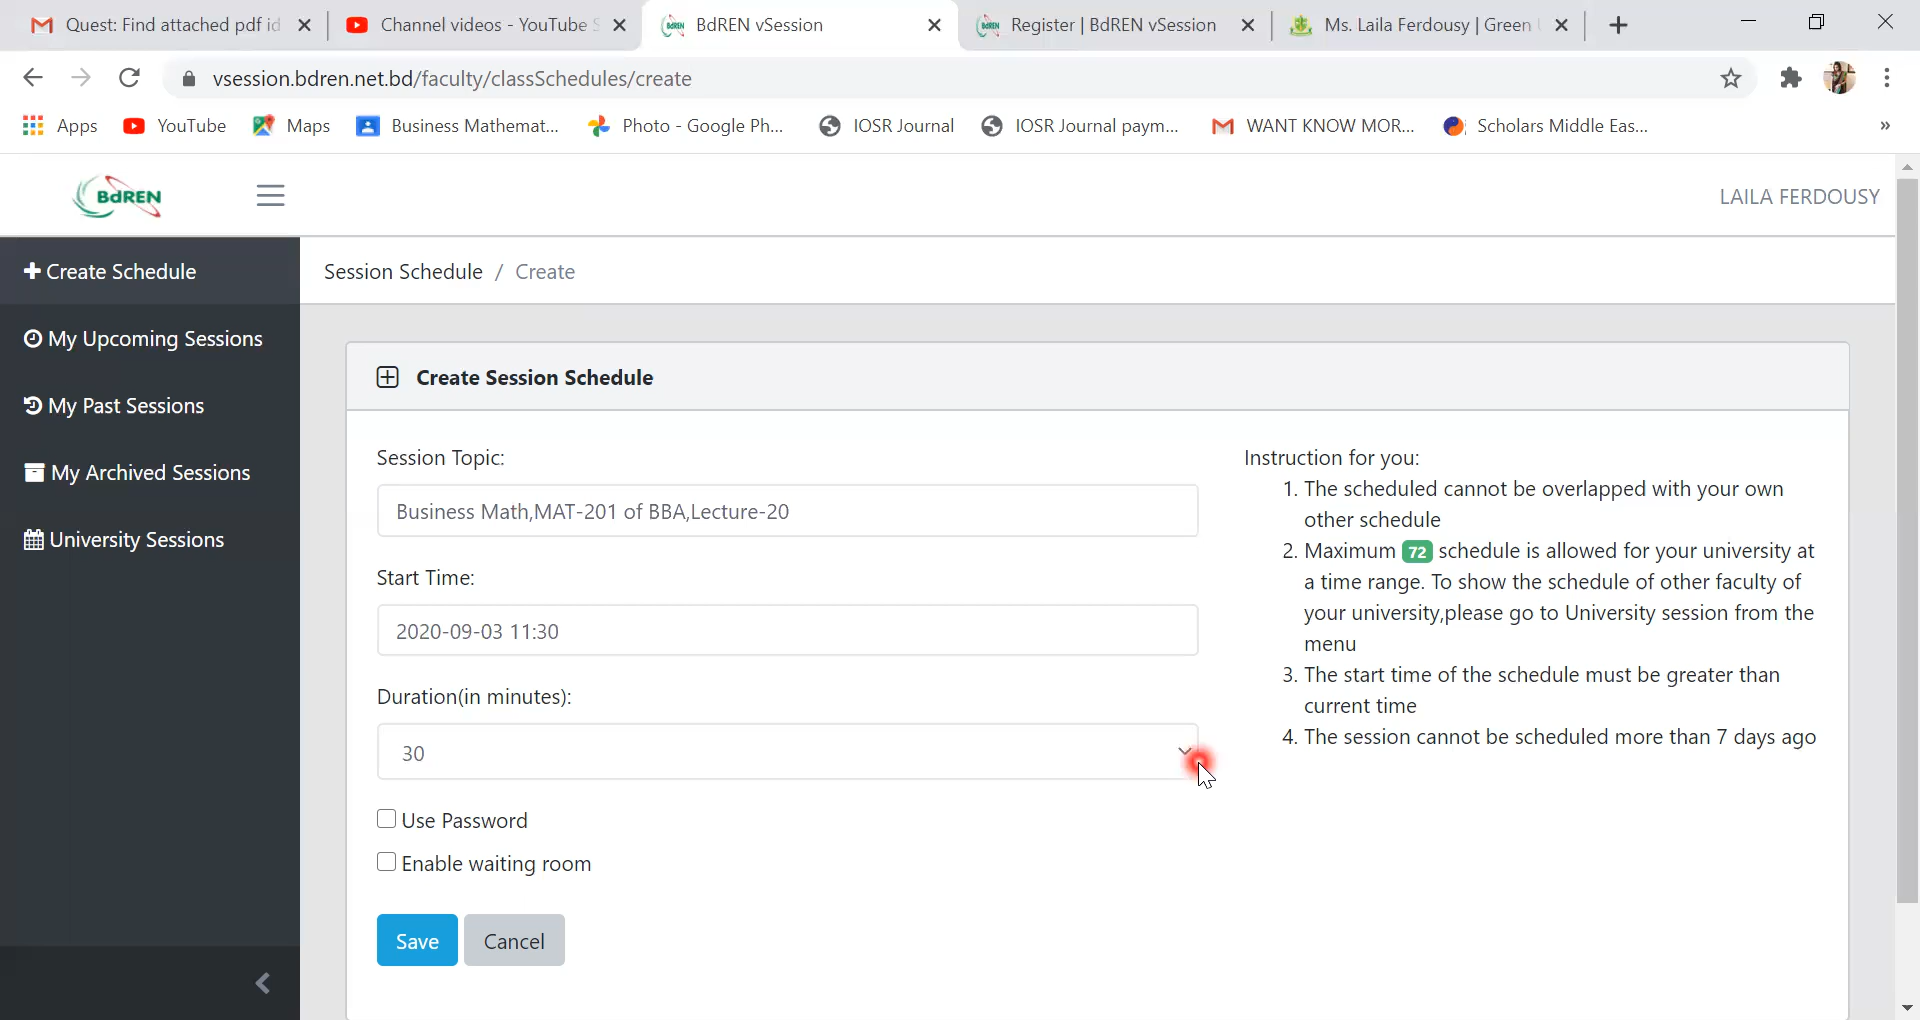 Quest: Find attached pdf id
Channel videos - YouTube S
BdREN vSession
Register | BdREN vSession
Ms. Laila Ferdousy | Green
vsession.bdren.net.bd/faculty/classSchedules/create
Apps
YouTube
Maps
Business Mathemat...
Photo - Google Ph...
IOSR Journal
IOSR Journal paym...
WANT KNOW MOR...
Scholars Middle Eas...
»
BdREN
LAILA FERDOUSY
Create Schedule
Session Schedule / Create
My Upcoming Sessions
My Past Sessions
My Archived Sessions
University Sessions
Create Session Schedule
Session Topic:
Business Math,MAT-201 of BBA,Lecture-20
Start Time:
2020-09-03 11:30
Duration(in minutes):
30
Use Password
Enable waiting room
Save
Cancel
Instruction for you:
1. The scheduled cannot be overlapped with your own
other schedule
2. Maximum 72 schedule is allowed for your university at
a time range. To show the schedule of other faculty of
your university,please go to University session from the
menu
3. The start time of the schedule must be greater than
current time
4. The session cannot be scheduled more than 7 days ago